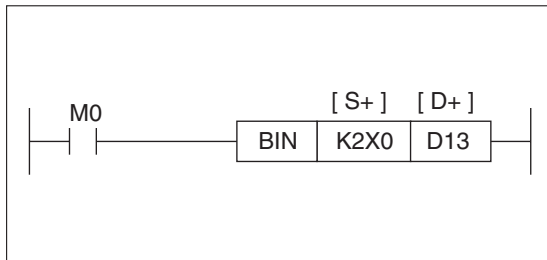 [ S+ ] [ D+ ]
M0
BIN K2X0 D13